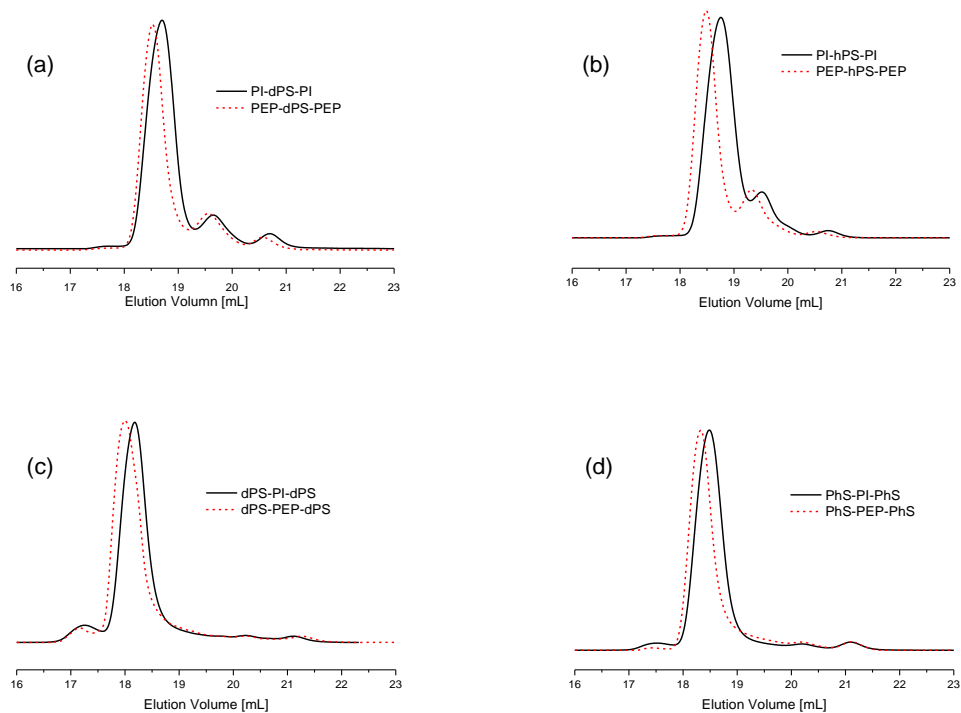 (a)
PI-dPS-PI
PEP-dPS-PEP
16 17 18 19 20 21 22 23
Elution Volumn [mL]
(b)
PI-hPS-PI
PEP-hPS-PEP
16 17 18 19 20 21 22 23
Elution Volume [mL]
(c)
dPS-PI-dPS
dPS-PEP-dPS
16 17 18 19 20 21 22 23
Elution Volume [mL]
(d)
PhS-PI-PhS
PhS-PEP-PhS
16 17 18 19 20 21 22 23
Elution Volume [mL]